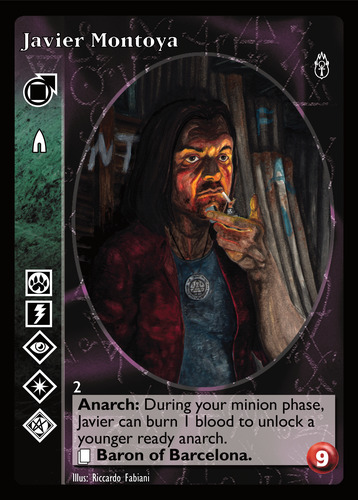 Javier Montoya
2
Anarch: During your minion phase,
Javier can burn 1 blood to unlock a
younger ready anarch.
Baron of Barcelona.
9
Illus: Riccardo Fabiani